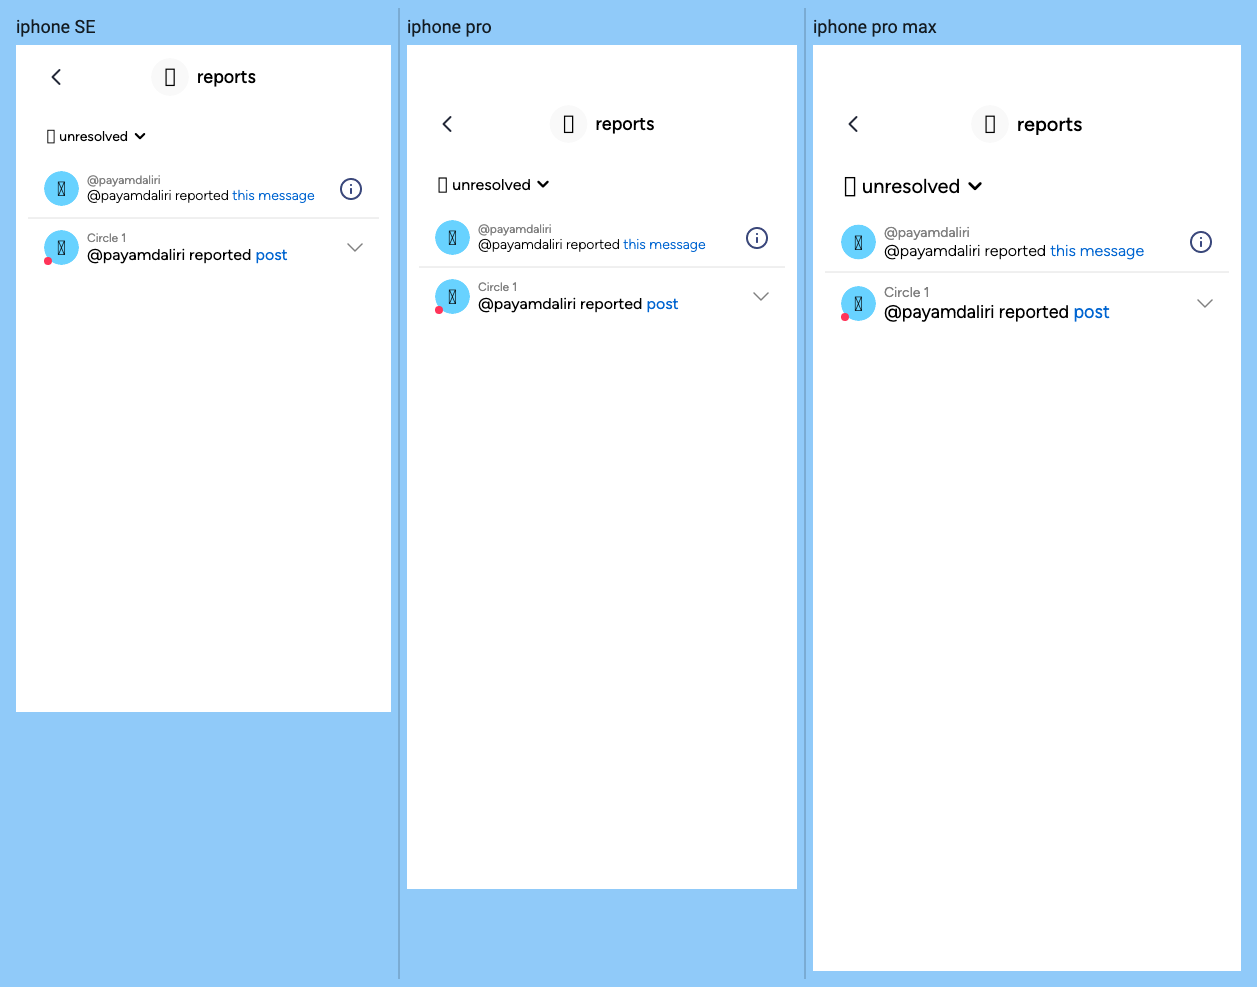 iphone SE
reports
unresolved
@payamdaliri
@payamdaliri reported this message
Circle 1
@payamdaliri reported post
iphone pro
reports
unresolved
@payamdaliri
@payamdaliri reported this message
Circle 1
@payamdaliri reported post
iphone pro max
reports
unresolved
@payamdaliri
@payamdaliri reported this message
Circle 1
@payamdaliri reported post